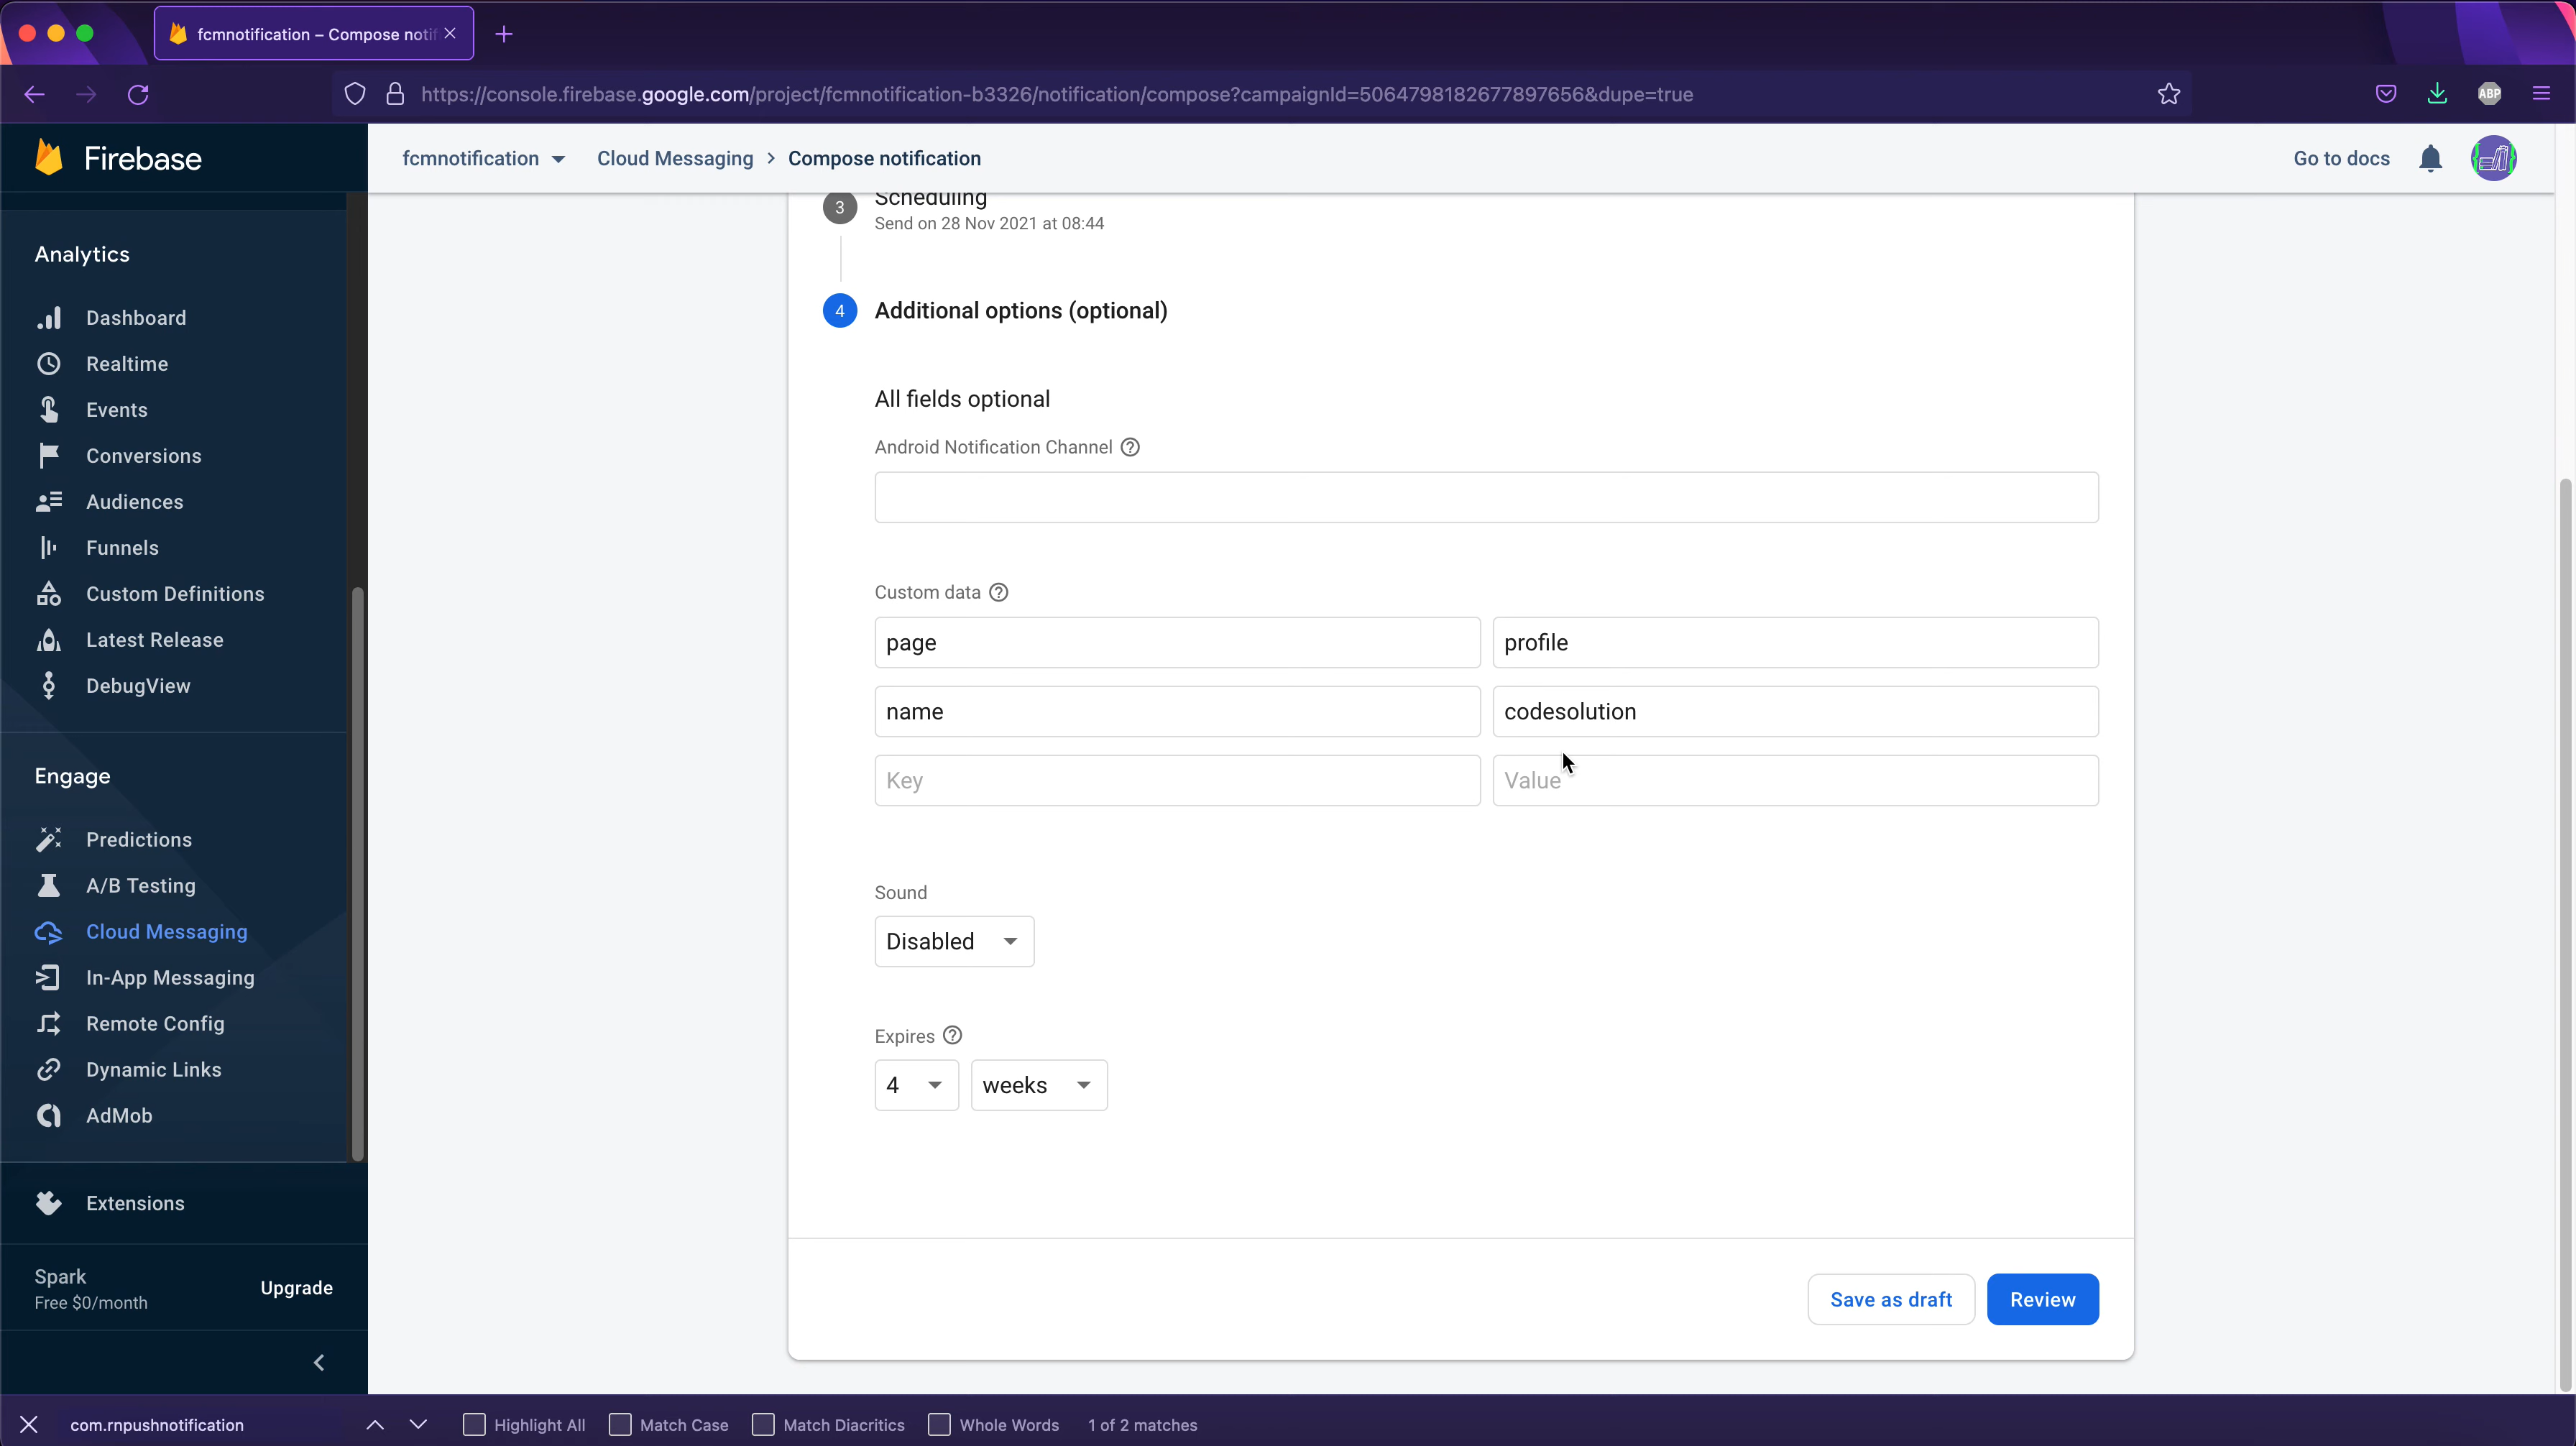 fcmnotification – Compose notif
https://console.firebase.google.com/project/fcmnotification-b3326/notification/compose?campaignId=5064798182677897656&dupe=true
ABP
Firebase
fcmnotification
Cloud Messaging > Compose notification
Go to docs
Analytics
Dashboard
Realtime
Events
Conversions
Audiences
Funnels
Custom Definitions
Latest Release
DebugView
Engage
Predictions
A/B Testing
Cloud Messaging
In-App Messaging
Remote Config
Dynamic Links
AdMob
Extensions
Spark
Free $0/month
Upgrade
3
Scheduling
Send on 28 Nov 2021 at 08:44
4
Additional options (optional)
All fields optional
Android Notification Channel
Custom data
page
profile
name
codesolution
Key
Value
Sound
Disabled
Expires
4
weeks
Save as draft
Review
com.rnpushnotification
Highlight All
Match Case
Match Diacritics
Whole Words
1 of 2 matches